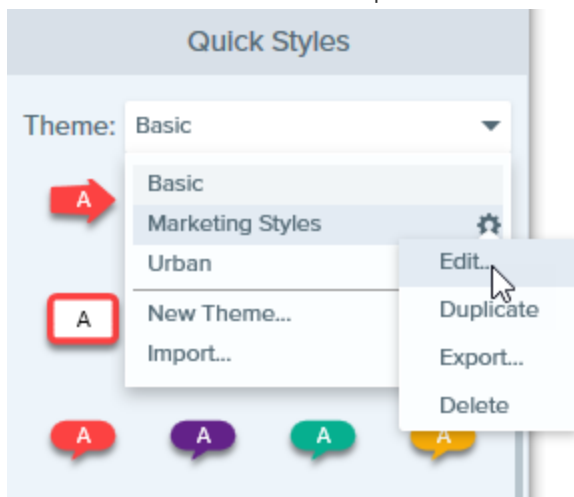 Quick Styles
Theme: Basic
Basic
A
Marketing Styles
Urban
Edit...
New Theme...
Duplicate
A
Import...
Export...
Delete
A A A A